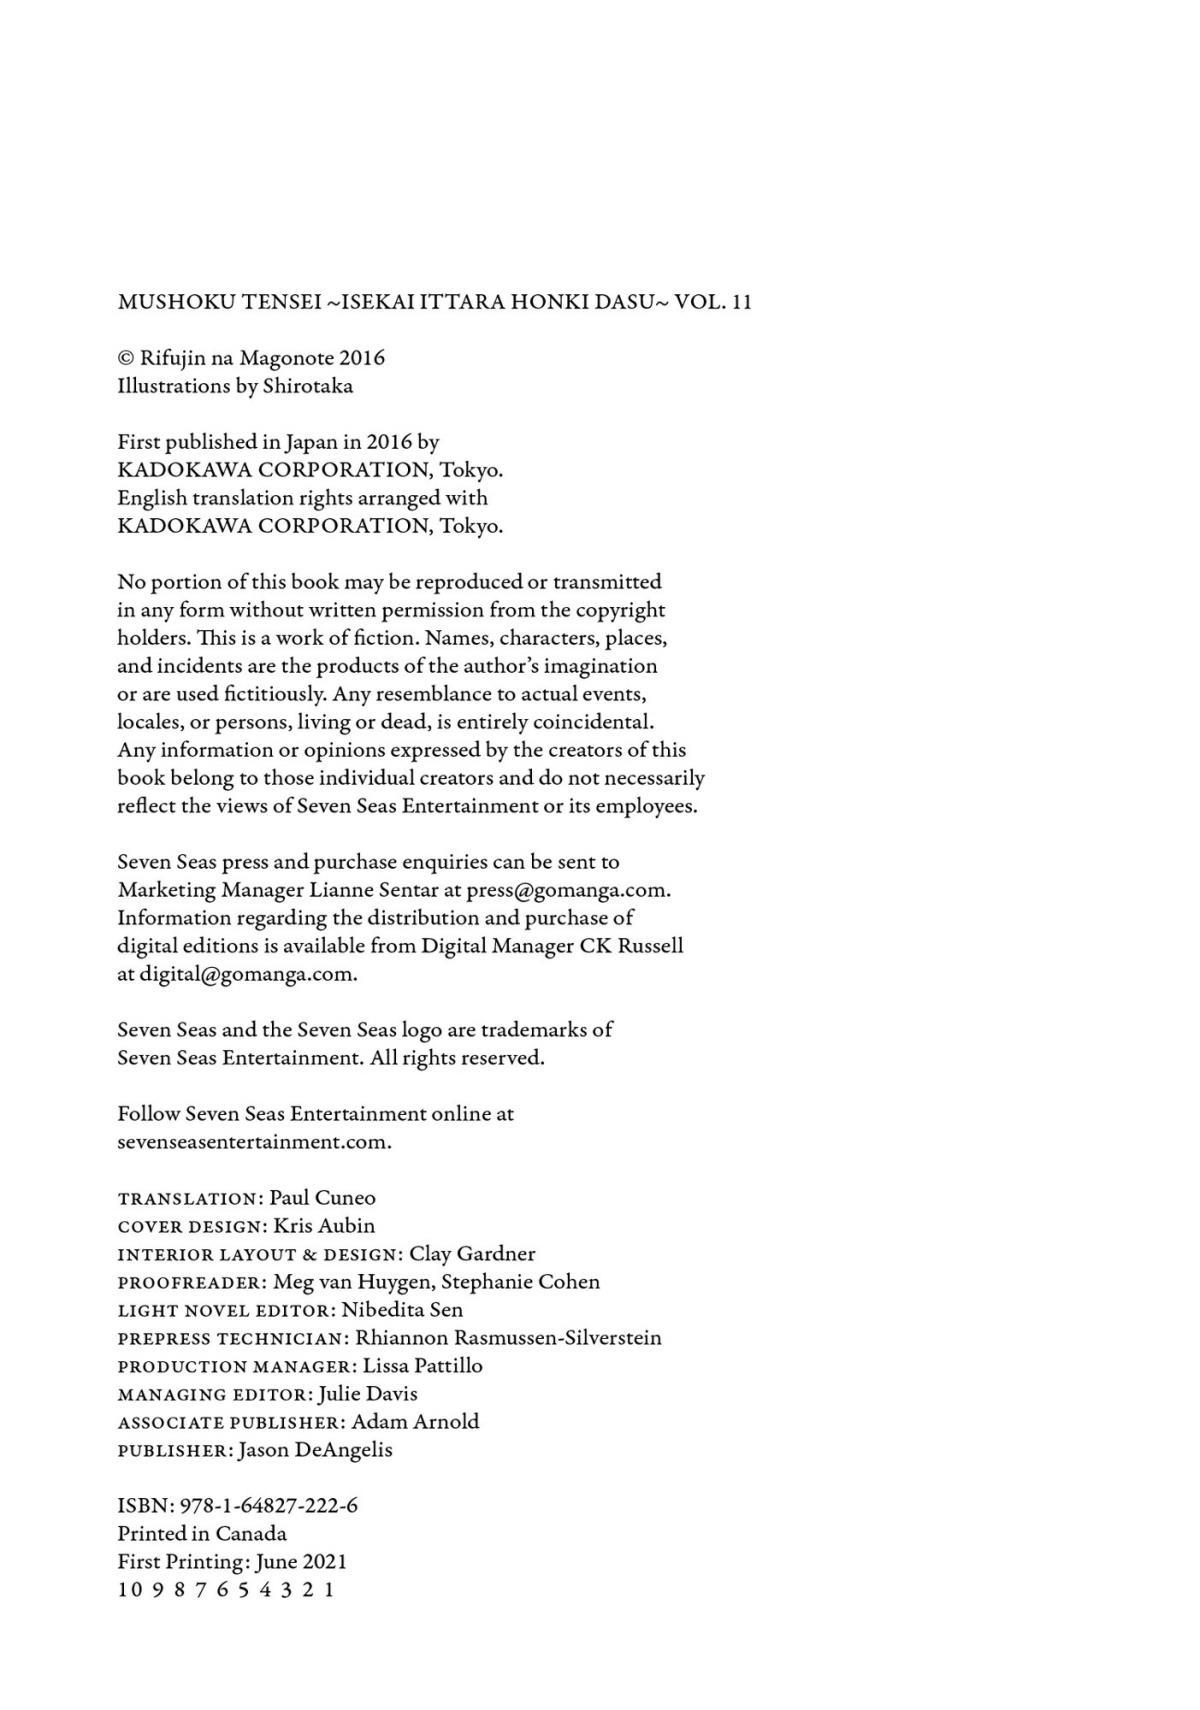 MUSHOKU TENSEI ~ISEKAI ITTARA HONKI DASU~ VOL. 11
© Rifujin na Magonote 2016
Illustrations by Shirotaka
First published in Japan in 2016 by
KADOKAWA CORPORATION, Tokyo.
English translation rights arranged with
KADOKAWA CORPORATION, Tokyo.
No portion of this book may be reproduced or transmitted
in any form without written permission from the copyright
holders. This is a work of fiction. Names, characters, places,
and incidents are the products of the author’s imagination
or are used fictitiously. Any resemblance to actual events,
locales, or persons, living or dead, is entirely coincidental.
Any information or opinions expressed by the creators of this
book belong to those individual creators and do not necessarily
reflect the views of Seven Seas Entertainment or its employees.
Seven Seas press and purchase enquiries can be sent to
Marketing Manager Lianne Sentar at press@gomanga.com.
Information regarding the distribution and purchase of
digital editions is available from Digital Manager CK Russell
at digital@gomanga.com.
Seven Seas and the Seven Seas logo are trademarks of
Seven Seas Entertainment. All rights reserved.
Follow Seven Seas Entertainment online at
sevenseasentertainment.com.
TRANSLATION: Paul Cuneo
COVER DESIGN: Kris Aubin
INTERIOR LAYOUT & DESIGN: Clay Gardner
PROOFREADER: Meg van Huygen, Stephanie Cohen
LIGHT NOVEL EDITOR: Nibedita Sen
PREPRESS TECHNICIAN: Rhiannon Rasmussen-Silverstein
PRODUCTION MANAGER: Lissa Pattillo
MANAGING EDITOR: Julie Davis
ASSOCIATE PUBLISHER: Adam Arnold
PUBLISHER: Jason DeAngelis
ISBN: 978-1-64827-222-6
Printed in Canada
First Printing: June 2021
10 9 8 7 6 5 4 3 2 1